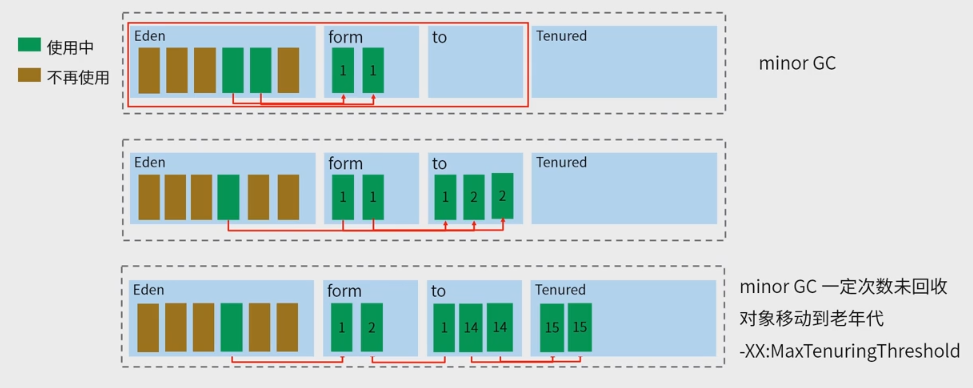 使用中
不再使用
Eden
form
to
Tenured
1
1
minor GC
Eden
form
to
Tenured
1
1
1
2
2
Eden
form
to
Tenured
1
2
1
14
14
15
15
minor GC 一定次数未回收
对象移动到老年代
-XX:MaxTenuringThreshold